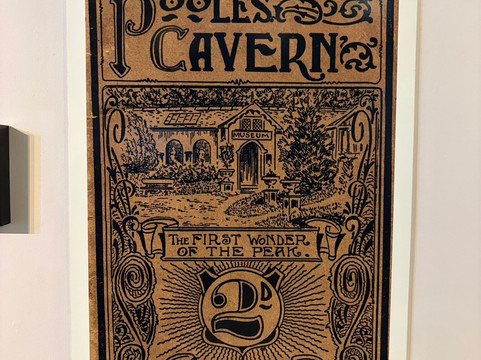 POOLES
CAVERN
MUSEUM
THE FIRST WONDER
OF THE PEAK.
2D